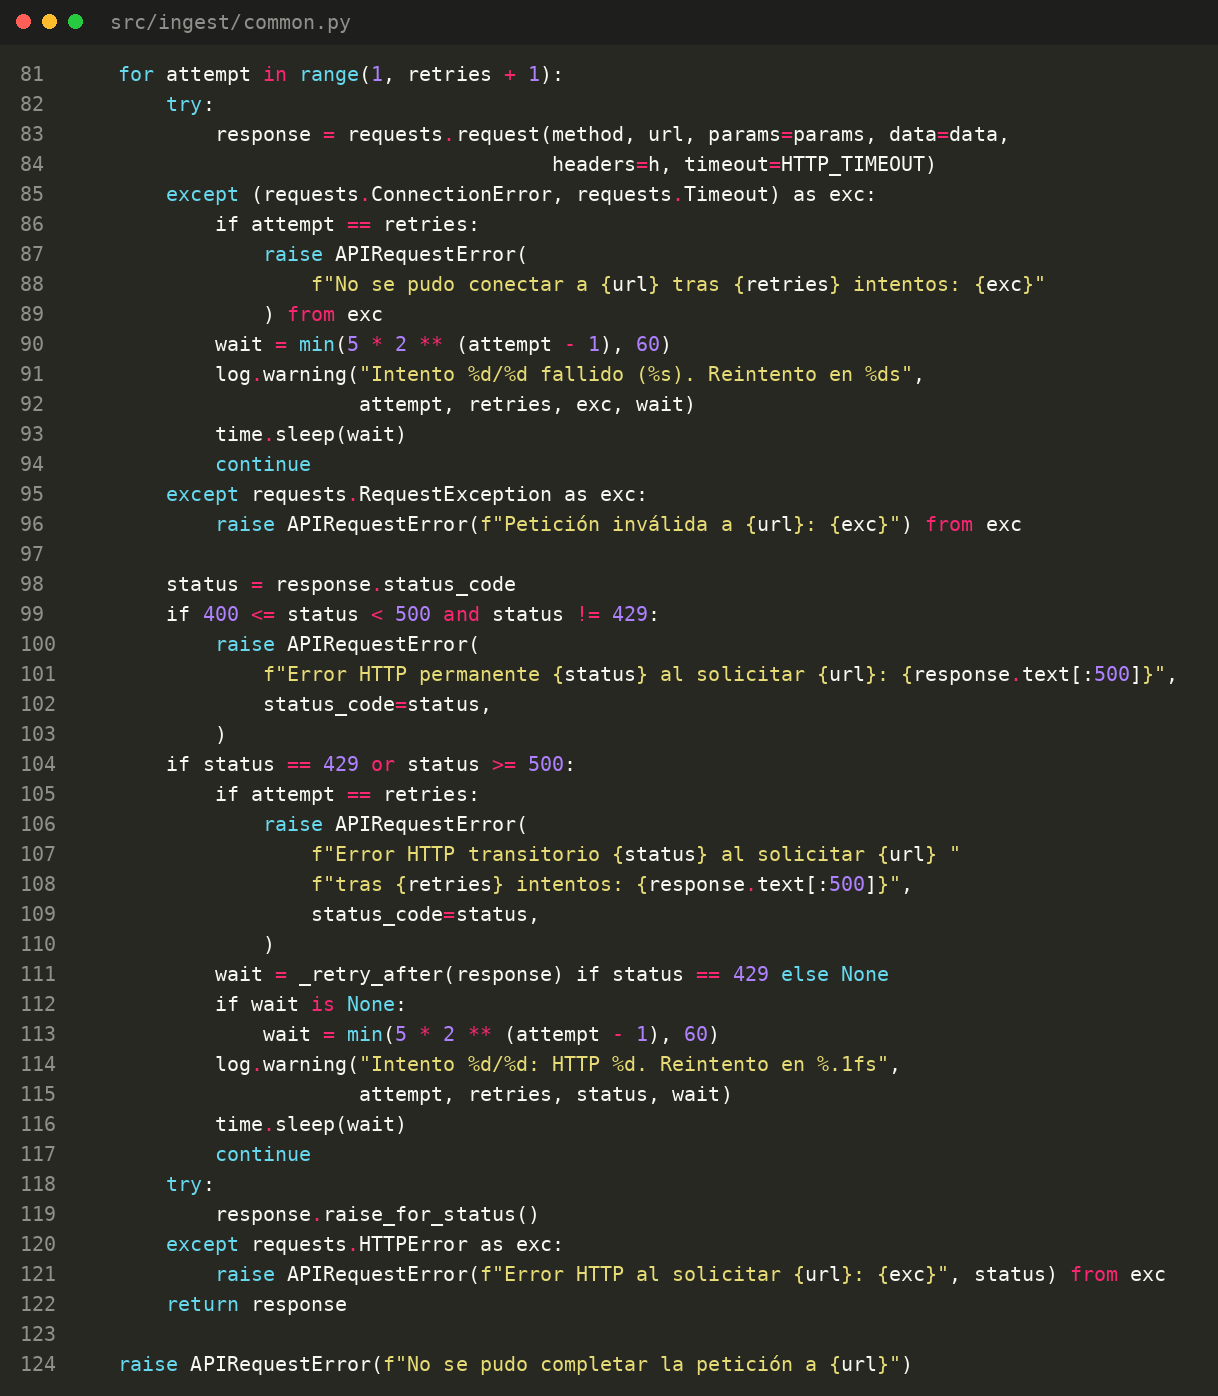 src/ingest/common.py
81 for attempt in range(1, retries + 1):
82 try:
83 response = requests.request(method, url, params=params, data=data,
84 headers=h, timeout=HTTP_TIMEOUT)
85 except (requests.ConnectionError, requests.Timeout) as exc:
86 if attempt == retries:
87 raise APIRequestError(
88 f"No se pudo conectar a {url} tras {retries} intentos: {exc}"
89 ) from exc
90 wait = min(5 * 2 ** (attempt - 1), 60)
91 log.warning("Intento %d/%d fallido (%s). Reintento en %ds",
92 attempt, retries, exc, wait)
93 time.sleep(wait)
94 continue
95 except requests.RequestException as exc:
96 raise APIRequestError(f"Petición inválida a {url}: {exc}") from exc
97
98 status = response.status_code
99 if 400 <= status < 500 and status != 429:
100 raise APIRequestError(
101 f"Error HTTP permanente {status} al solicitar {url}: {response.text[:500]}",
102 status_code=status,
103 )
104 if status == 429 or status >= 500:
105 if attempt == retries:
106 raise APIRequestError(
107 f"Error HTTP transitorio {status} al solicitar {url} "
108 f"tras {retries} intentos: {response.text[:500]}",
109 status_code=status,
110 )
111 wait = _retry_after(response) if status == 429 else None
112 if wait is None:
113 wait = min(5 * 2 ** (attempt - 1), 60)
114 log.warning("Intento %d/%d: HTTP %d. Reintento en %.1fs",
115 attempt, retries, status, wait)
116 time.sleep(wait)
117 continue
118 try:
119 response.raise_for_status()
120 except requests.HTTPError as exc:
121 raise APIRequestError(f"Error HTTP al solicitar {url}: {exc}", status) from exc
122 return response
123
124 raise APIRequestError(f"No se pudo completar la petición a {url}")